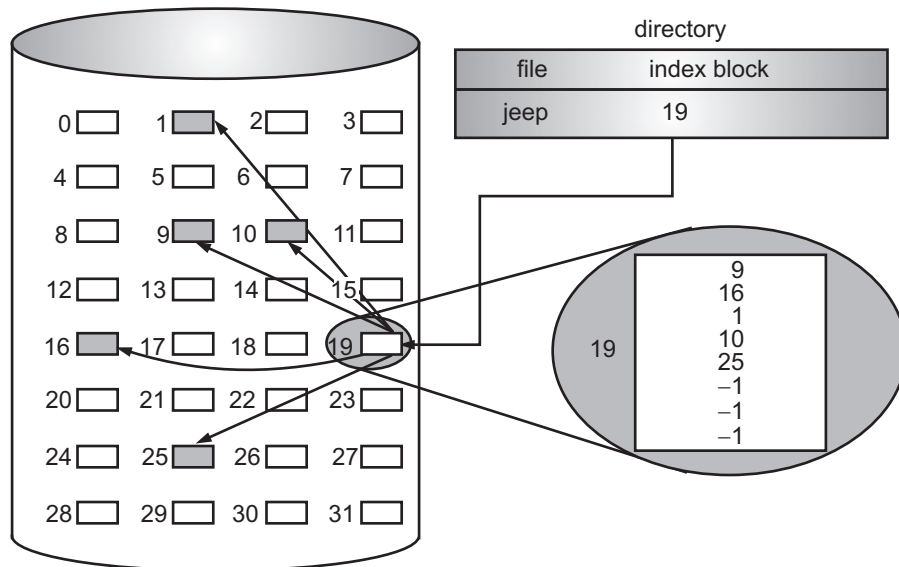 directory
file index block
jeep 19
0 1 2 3
4 5 6 7
8 9 10 11
12 13 14 15
16 17 18 19
20 21 22 23
24 25 26 27
28 29 30 31
19
9
16
1
10
25
–1
–1
–1